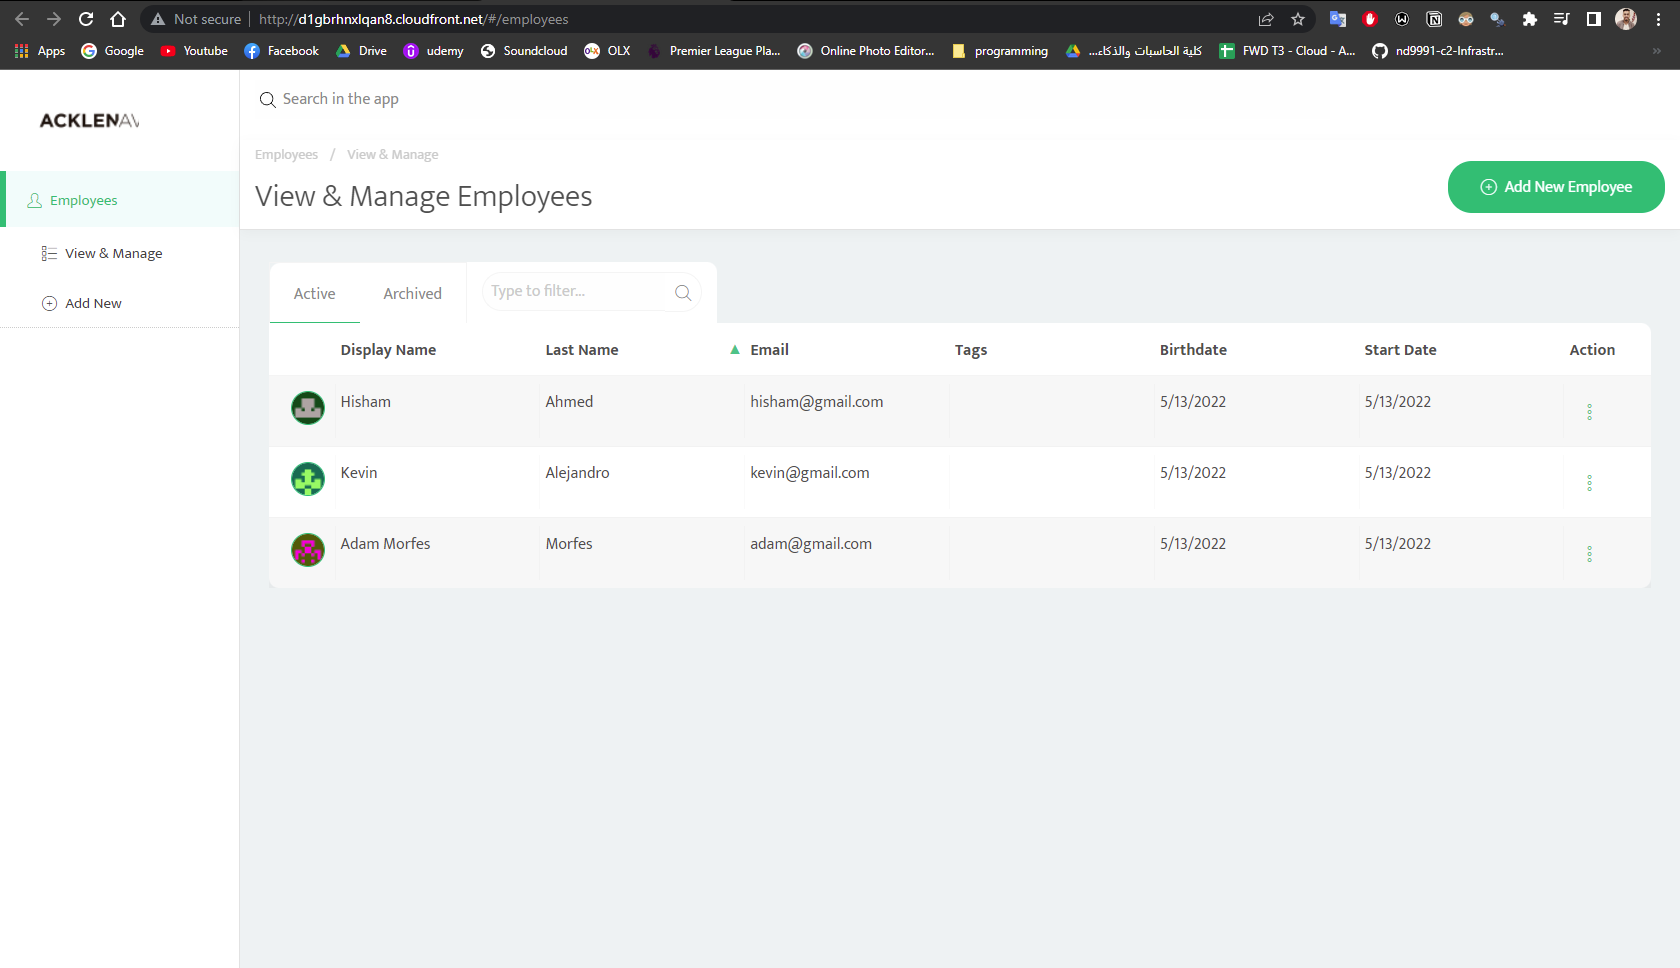 Not secure | http://d1gbrhnxlqan8.cloudfront.net/#/employees
Apps Google Youtube Facebook Drive udemy Soundcloud OLX Premier League Pla... Online Photo Editor... programming كلية الحاسبات والذكاء... FWD T3 - Cloud - A... nd9991-c2-Infrastr... »
ACKLENAV
Search in the app
Employees / View & Manage
View & Manage Employees
Add New Employee
Employees
View & Manage
Add New
Active Archived Type to filter...
Display Name Last Name ▲ Email Tags Birthdate Start Date Action
Hisham Ahmed hisham@gmail.com 5/13/2022 5/13/2022
Kevin Alejandro kevin@gmail.com 5/13/2022 5/13/2022
Adam Morfes Morfes adam@gmail.com 5/13/2022 5/13/2022